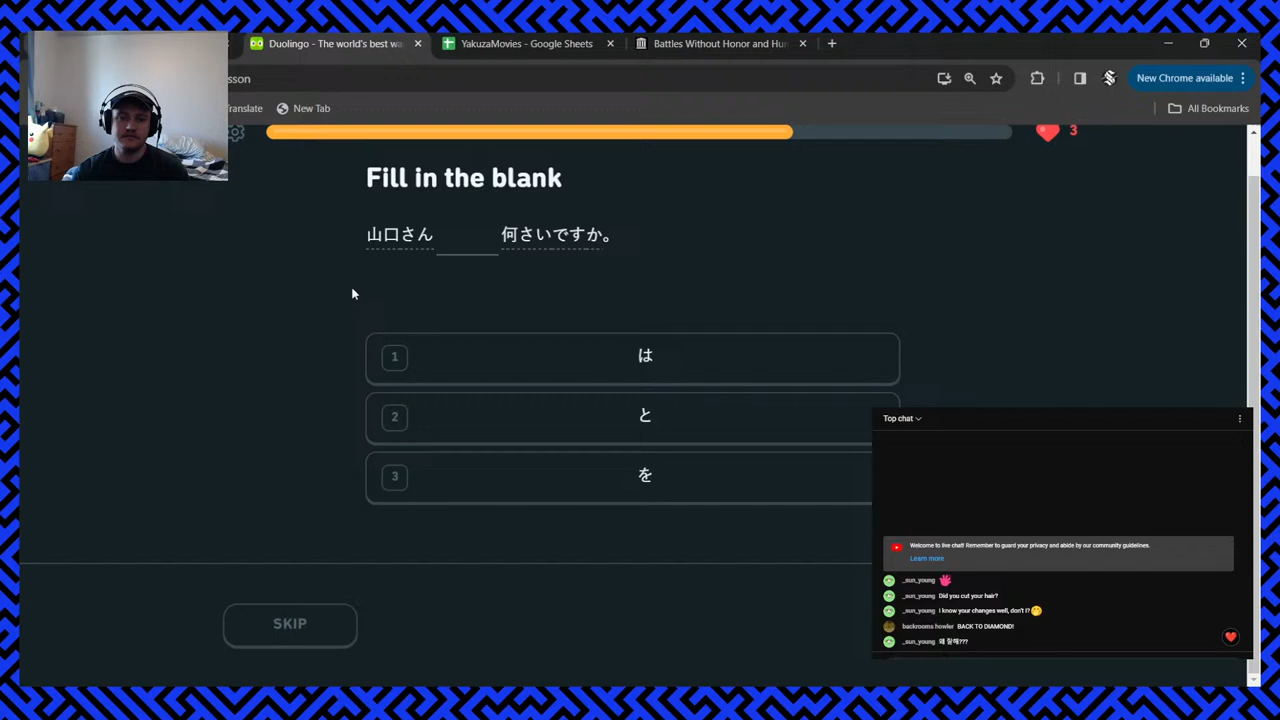 Duolingo - The world's best wa
YakuzaMovies - Google Sheets
Battles Without Honor and Hun
esson
New Chrome available
Translate
New Tab
All Bookmarks
3
Fill in the blank
山口さん 何さいですか。
1 は
2 と
3 を
SKIP
Top chat
Welcome to live chat! Remember to guard your privacy and abide by our community guidelines.
Learn more
_sun_young
_sun_young Did you cut your hair?
_sun_young I know your changes well, don't I?
backrooms howler BACK TO DIAMOND!
_sun_young 왜 잘해???